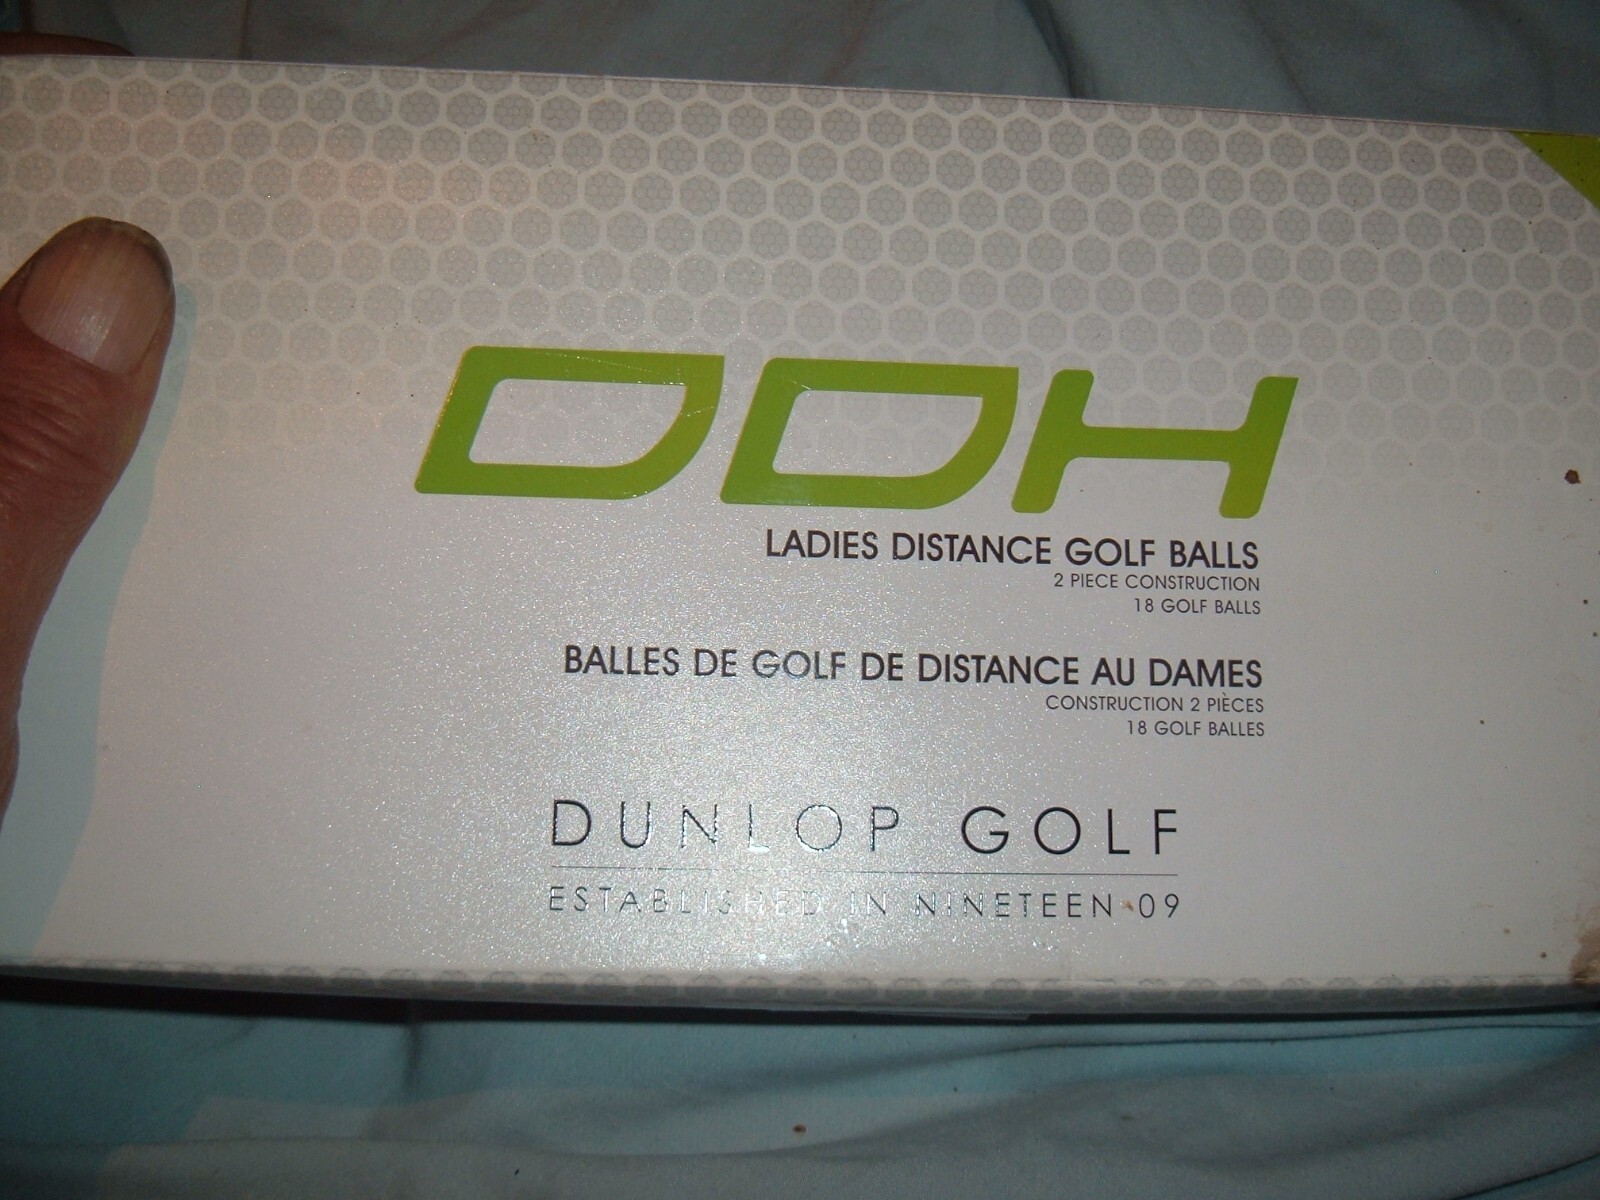 DDH
LADIES DISTANCE GOLF BALLS
2 PIECE CONSTRUCTION
18 GOLF BALLS
BALLES DE GOLF DE DISTANCE AU DAMES
CONSTRUCTION 2 PIÈCES
18 GOLF BALLES
DUNLOP GOLF
ESTABLISHED IN NINETEEN 09